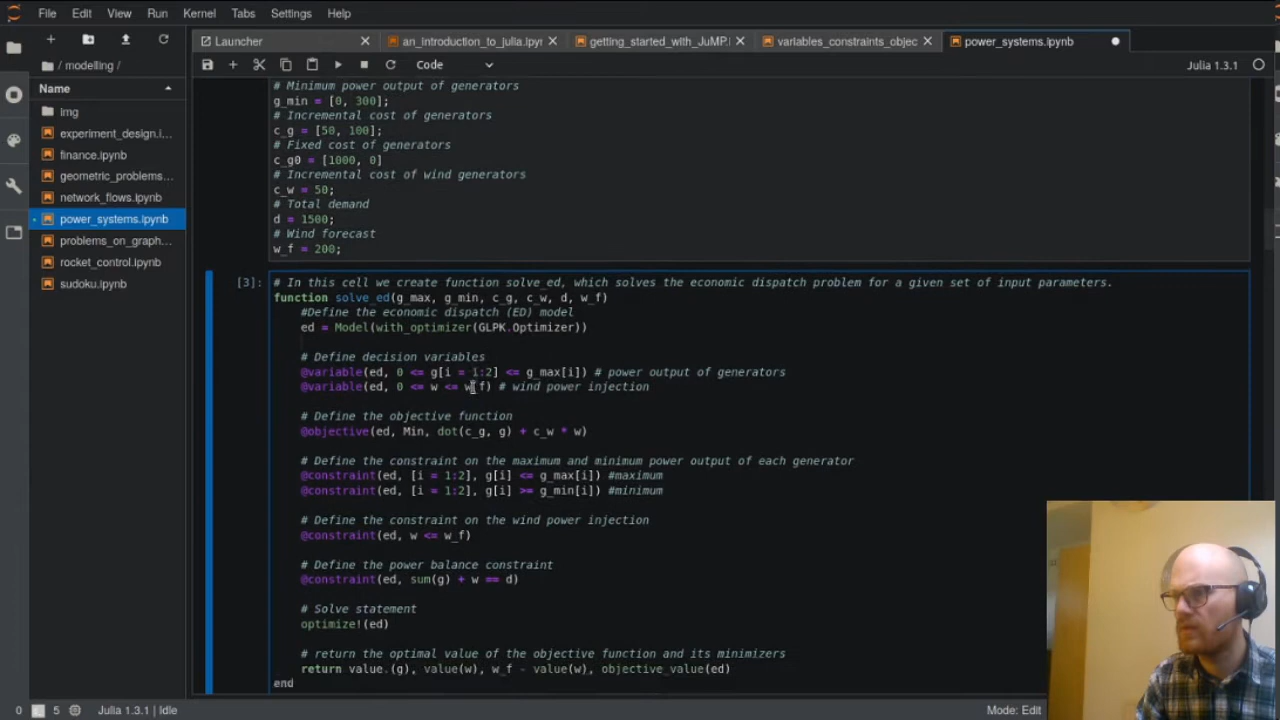 File Edit View Run Kernel Tabs Settings Help
Launcher
an_introduction_to_julia.ipyr
getting_started_with_JuMP.
variables_constraints_objec
power_systems.ipynb
/ modelling /
Code
Julia 1.3.1
Name
img
experiment_design.i...
finance.ipynb
geometric_problems...
network_flows.ipynb
power_systems.ipynb
problems_on_graph...
rocket_control.ipynb
sudoku.ipynb
# Minimum power output of generators
g_min = [0, 300];
# Incremental cost of generators
c_g = [50, 100];
# Fixed cost of generators
c_g0 = [1000, 0]
# Incremental cost of wind generators
c_w = 50;
# Total demand
d = 1500;
# Wind forecast
w_f = 200;
[3]:
# In this cell we create function solve_ed, which solves the economic dispatch problem for a given set of input parameters.
function solve_ed(g_max, g_min, c_g, c_w, d, w_f)
#Define the economic dispatch (ED) model
ed = Model(with_optimizer(GLPK.Optimizer))
# Define decision variables
@variable(ed, 0 <= g[i = 1:2] <= g_max[i]) # power output of generators
@variable(ed, 0 <= w <= w_f) # wind power injection
# Define the objective function
@objective(ed, Min, dot(c_g, g) + c_w * w)
# Define the constraint on the maximum and minimum power output of each generator
@constraint(ed, [i = 1:2], g[i] <= g_max[i]) #maximum
@constraint(ed, [i = 1:2], g[i] >= g_min[i]) #minimum
# Define the constraint on the wind power injection
@constraint(ed, w <= w_f)
# Define the power balance constraint
@constraint(ed, sum(g) + w == d)
# Solve statement
optimize!(ed)
# return the optimal value of the objective function and its minimizers
return value.(g), value(w), w_f - value(w), objective_value(ed)
end
0 5 Julia 1.3.1 | Idle
Mode: Edit